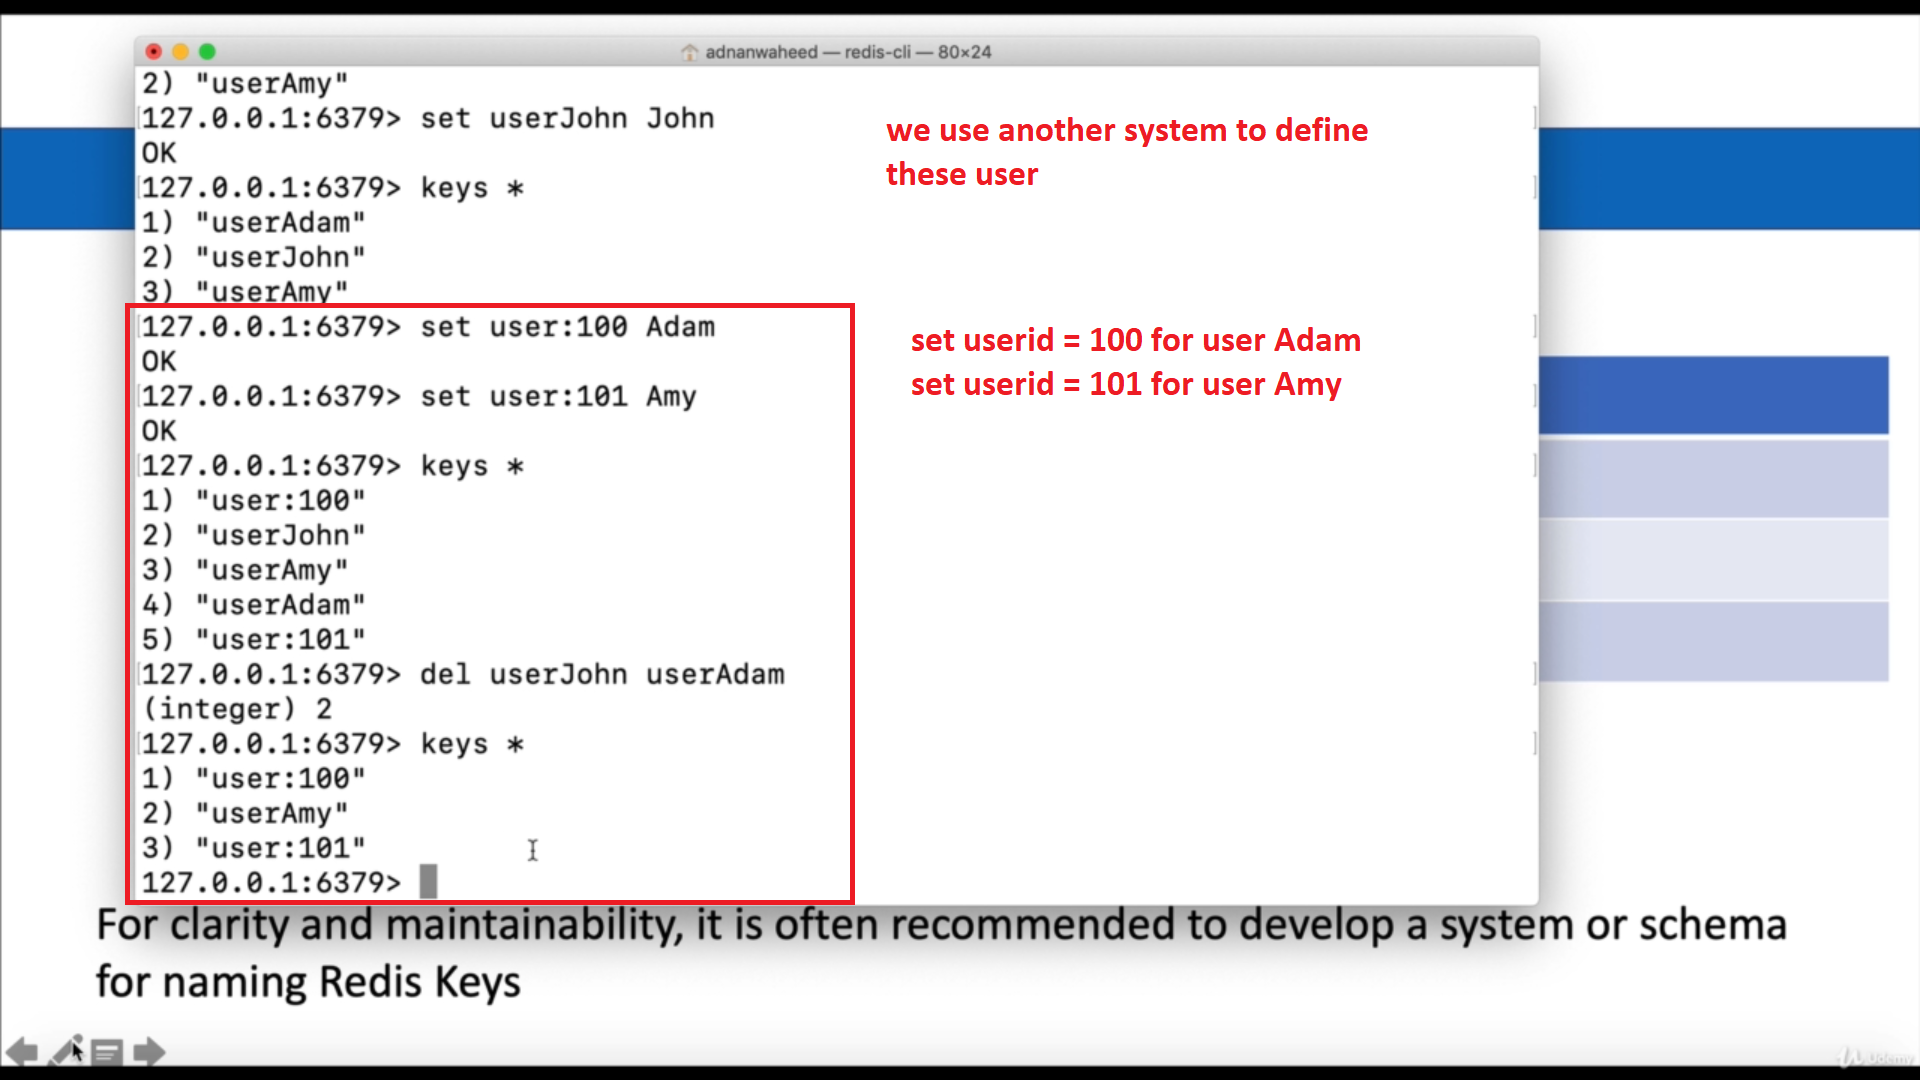 adnanwaheed — redis-cli — 80×24
2) "userAmy"
127.0.0.1:6379> set userJohn John
OK
127.0.0.1:6379> keys *
1) "userAdam"
2) "userJohn"
3) "userAmy"
127.0.0.1:6379> set user:100 Adam
OK
127.0.0.1:6379> set user:101 Amy
OK
127.0.0.1:6379> keys *
1) "user:100"
2) "userJohn"
3) "userAmy"
4) "userAdam"
5) "user:101"
127.0.0.1:6379> del userJohn userAdam
(integer) 2
127.0.0.1:6379> keys *
1) "user:100"
2) "userAmy"
3) "user:101"
127.0.0.1:6379>
we use another system to define
these user
set userid = 100 for user Adam
set userid = 101 for user Amy
For clarity and maintainability, it is often recommended to develop a system or schema
for naming Redis Keys
Udemy